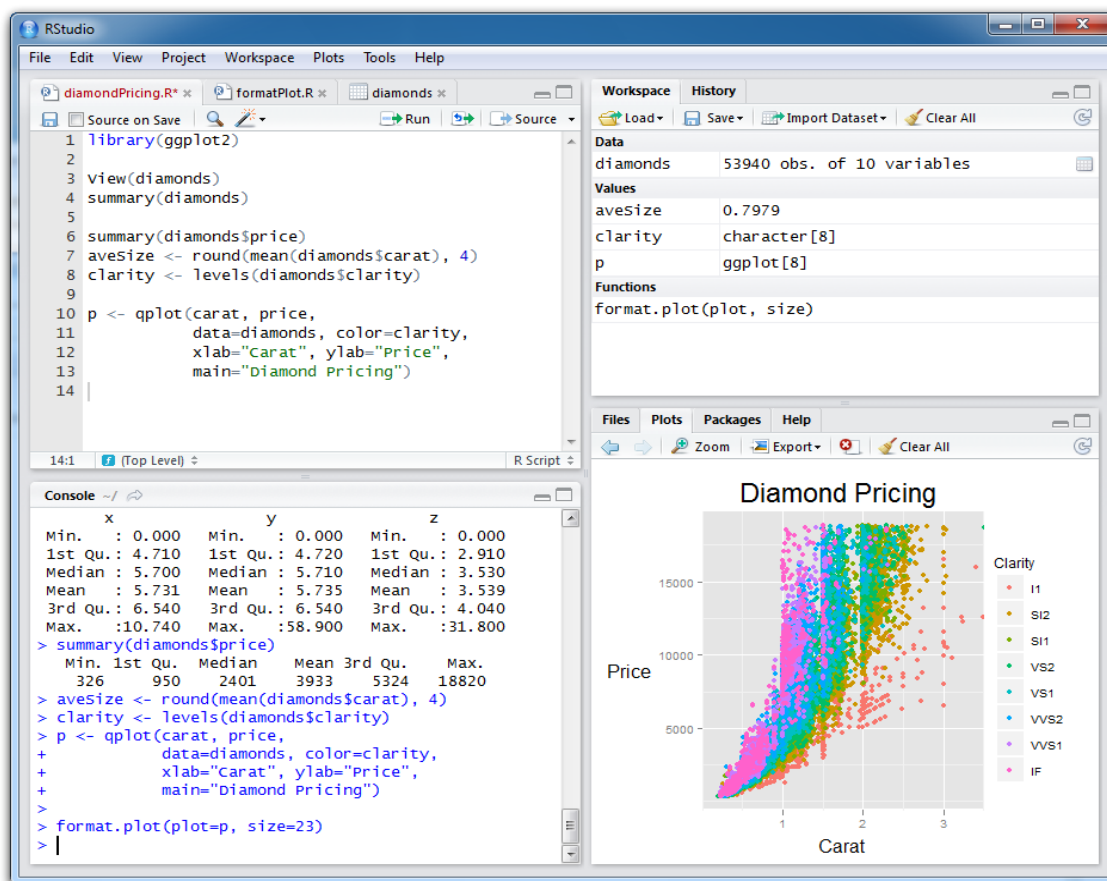 RStudio
File Edit View Project Workspace Plots Tools Help
diamondPricing.R* formatPlot.R diamonds
Source on Save Run Source
1 library(ggplot2)
2
3 View(diamonds)
4 summary(diamonds)
5
6 summary(diamonds$price)
7 aveSize <- round(mean(diamonds$carat), 4)
8 clarity <- levels(diamonds$clarity)
9
10 p <- qplot(carat, price,
11 data=diamonds, color=clarity,
12 xlab="Carat", ylab="Price",
13 main="Diamond Pricing")
14
14:1 (Top Level) R Script
Console ~/
x y z
Min. : 0.000 Min. : 0.000 Min. : 0.000
1st Qu.: 4.710 1st Qu.: 4.720 1st Qu.: 2.910
Median : 5.700 Median : 5.710 Median : 3.530
Mean : 5.731 Mean : 5.735 Mean : 3.539
3rd Qu.: 6.540 3rd Qu.: 6.540 3rd Qu.: 4.040
Max. :10.740 Max. :58.900 Max. :31.800
> summary(diamonds$price)
Min. 1st Qu. Median Mean 3rd Qu. Max.
326 950 2401 3933 5324 18820
> aveSize <- round(mean(diamonds$carat), 4)
> clarity <- levels(diamonds$clarity)
> p <- qplot(carat, price,
+ data=diamonds, color=clarity,
+ xlab="Carat", ylab="Price",
+ main="Diamond Pricing")
>
> format.plot(plot=p, size=23)
>
Workspace History
Load Save Import Dataset Clear All
Data
diamonds 53940 obs. of 10 variables
Values
aveSize 0.7979
clarity character[8]
p ggplot[8]
Functions
format.plot(plot, size)
Files Plots Packages Help
Zoom Export Clear All
Diamond Pricing
Price
15000
10000
5000
1 2 3
Carat
Clarity
I1
SI2
SI1
VS2
VS1
VVS2
VVS1
IF